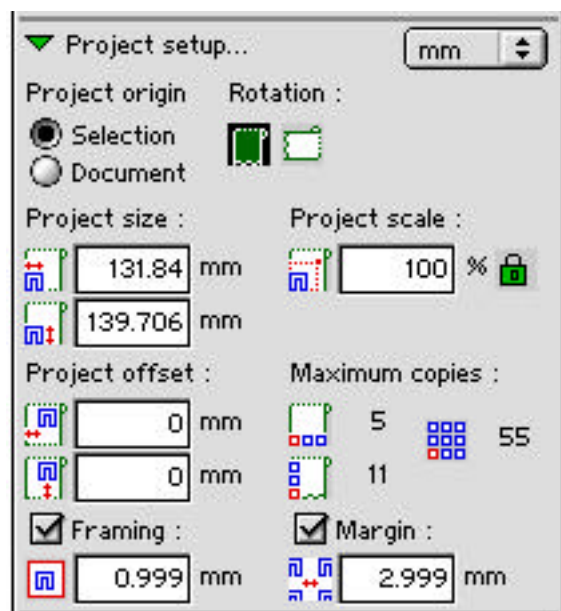 Project setup... mm
Project origin Rotation :
Selection
Document
Project size : Project scale :
131.84 mm 100 %
139.706 mm
Project offset : Maximum copies :
0 mm 5 55
0 mm 11
Framing : Margin :
0.999 mm 2.999 mm